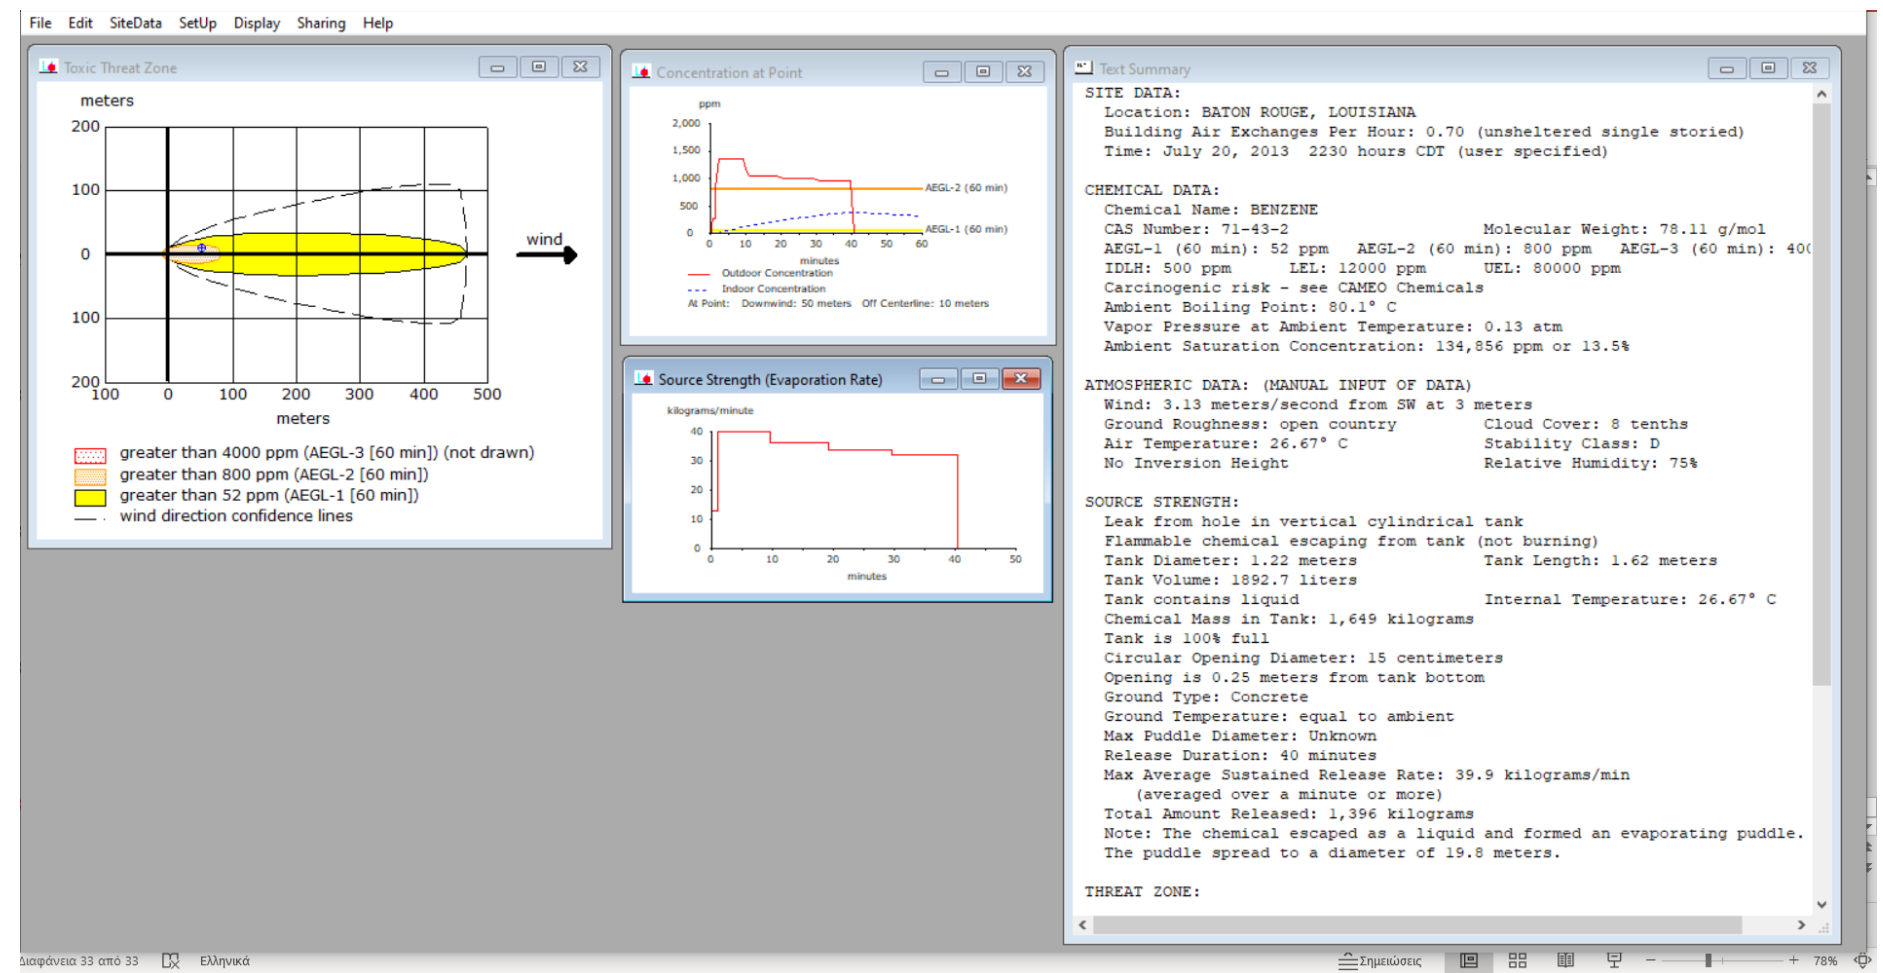 File Edit SiteData SetUp Display Sharing Help
Toxic Threat Zone
meters
200
100
0
100
200
100 0 100 200 300 400 500
meters
wind
greater than 4000 ppm (AEGL-3 [60 min]) (not drawn)
greater than 800 ppm (AEGL-2 [60 min])
greater than 52 ppm (AEGL-1 [60 min])
wind direction confidence lines
Concentration at Point
ppm
2,000
1,500
1,000
500
0
AEGL-2 (60 min)
AEGL-1 (60 min)
0 10 20 30 40 50 60
minutes
Outdoor Concentration
Indoor Concentration
At Point: Downwind: 50 meters Off Centerline: 10 meters
Source Strength (Evaporation Rate)
kilograms/minute
40
30
20
10
0
0 10 20 30 40 50
minutes
Text Summary
SITE DATA:
Location: BATON ROUGE, LOUISIANA
Building Air Exchanges Per Hour: 0.70 (unsheltered single storied)
Time: July 20, 2013 2230 hours CDT (user specified)
CHEMICAL DATA:
Chemical Name: BENZENE
CAS Number: 71-43-2 Molecular Weight: 78.11 g/mol
AEGL-1 (60 min): 52 ppm AEGL-2 (60 min): 800 ppm AEGL-3 (60 min): 400
IDLH: 500 ppm LEL: 12000 ppm UEL: 80000 ppm
Carcinogenic risk - see CAMEO Chemicals
Ambient Boiling Point: 80.1° C
Vapor Pressure at Ambient Temperature: 0.13 atm
Ambient Saturation Concentration: 134,856 ppm or 13.5%
ATMOSPHERIC DATA: (MANUAL INPUT OF DATA)
Wind: 3.13 meters/second from SW at 3 meters
Ground Roughness: open country Cloud Cover: 8 tenths
Air Temperature: 26.67° C Stability Class: D
No Inversion Height Relative Humidity: 75%
SOURCE STRENGTH:
Leak from hole in vertical cylindrical tank
Flammable chemical escaping from tank (not burning)
Tank Diameter: 1.22 meters Tank Length: 1.62 meters
Tank Volume: 1892.7 liters
Tank contains liquid Internal Temperature: 26.67° C
Chemical Mass in Tank: 1,649 kilograms
Tank is 100% full
Circular Opening Diameter: 15 centimeters
Opening is 0.25 meters from tank bottom
Ground Type: Concrete
Ground Temperature: equal to ambient
Max Puddle Diameter: Unknown
Release Duration: 40 minutes
Max Average Sustained Release Rate: 39.9 kilograms/min
(averaged over a minute or more)
Total Amount Released: 1,396 kilograms
Note: The chemical escaped as a liquid and formed an evaporating puddle.
The puddle spread to a diameter of 19.8 meters.
THREAT ZONE:
Διαφάνεια 33 από 33 Ελληνικά Σημειώσεις 78%